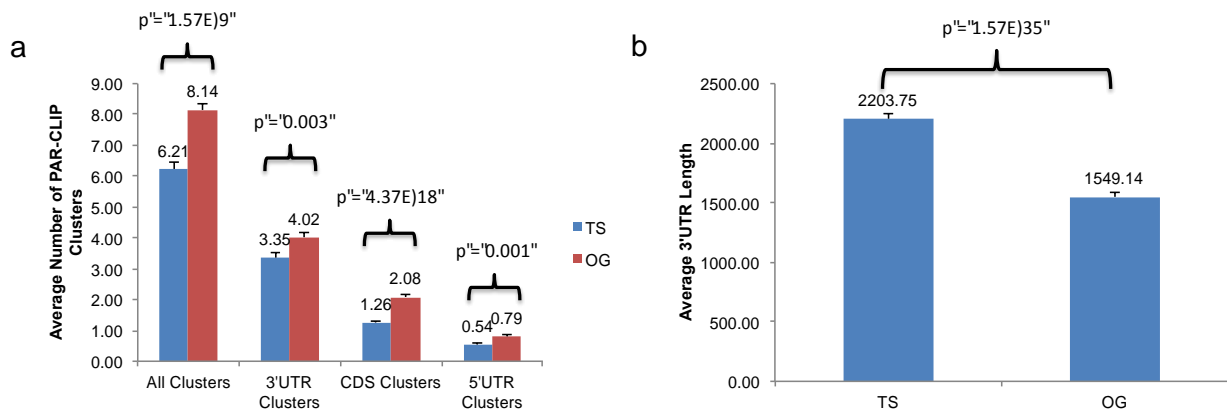 a
p"="1.57E)9"
p"="0.003"
p"="4.37E)18"
p"="0.001"
Average Number of PAR-CLIP
Clusters
9.00
8.00
7.00
6.00
5.00
4.00
3.00
2.00
1.00
0.00
6.21
8.14
3.35
4.02
1.26
2.08
0.54
0.79
All Clusters
3'UTR
Clusters
CDS Clusters
5'UTR
Clusters
TS
OG
b
p"="1.57E)35"
Average 3'UTR Length
2500.00
2000.00
1500.00
1000.00
500.00
0.00
2203.75
1549.14
TS
OG